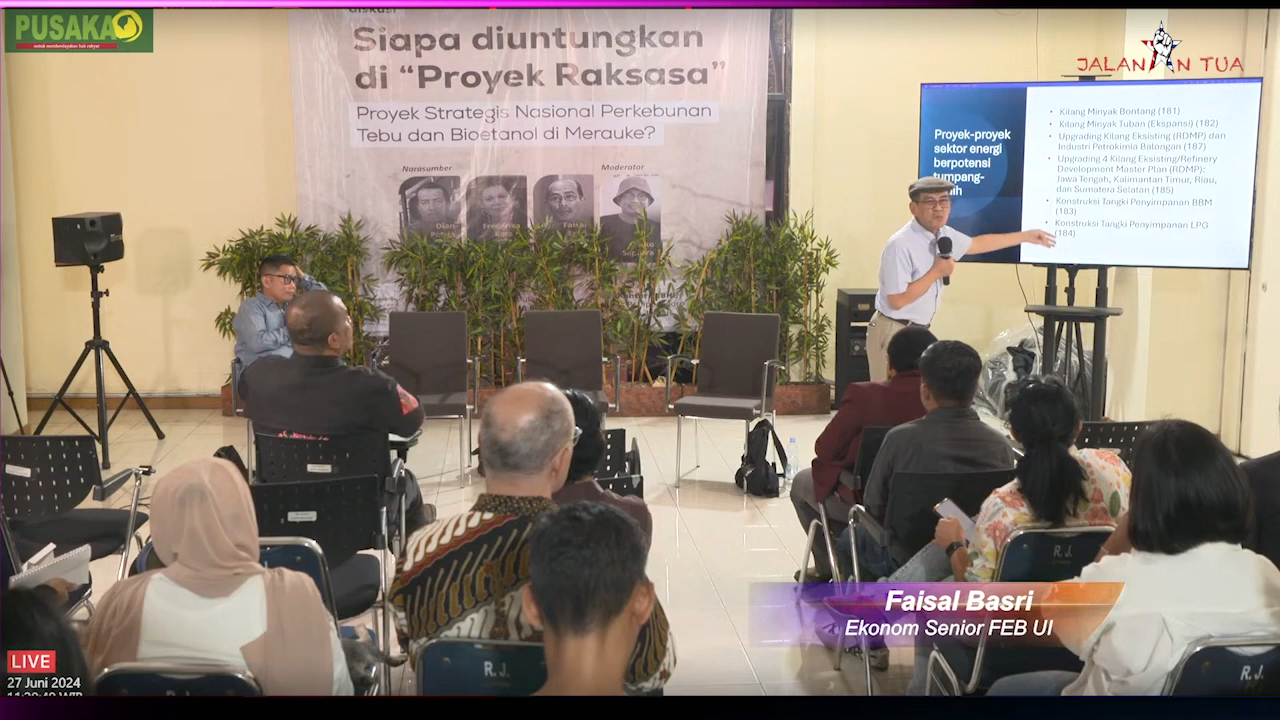 PUSAKA
diskusi
Siapa diuntungkan
di “Proyek Raksasa”
Proyek Strategis Nasional Perkebunan
Tebu dan Bioetanol di Merauke?
Narasumber
Moderator
Faisal
JALANAN TUA
Proyek-proyek
sektor energi
berpotensi
tumpang-
• Kilang Minyak Bontang (181)
• Kilang Minyak Tuban (Ekspansi) (182)
• Upgrading Kilang Eksisting (RDMP) dan
Industri Petrokimia Balongan (187)
• Upgrading 4 Kilang Eksisting/Refinery
Development Master Plan (RDMP):
Jawa Tengah, Kalimantan Timur, Riau,
dan Sumatera Selatan (185)
• Konstruksi Tangki Penyimpanan BBM
(183)
• Konstruksi Tangki Penyimpanan LPG
(184)
R.J.
R.J.
R.J.
Faisal Basri
Ekonom Senior FEB UI
LIVE
27 Juni 2024